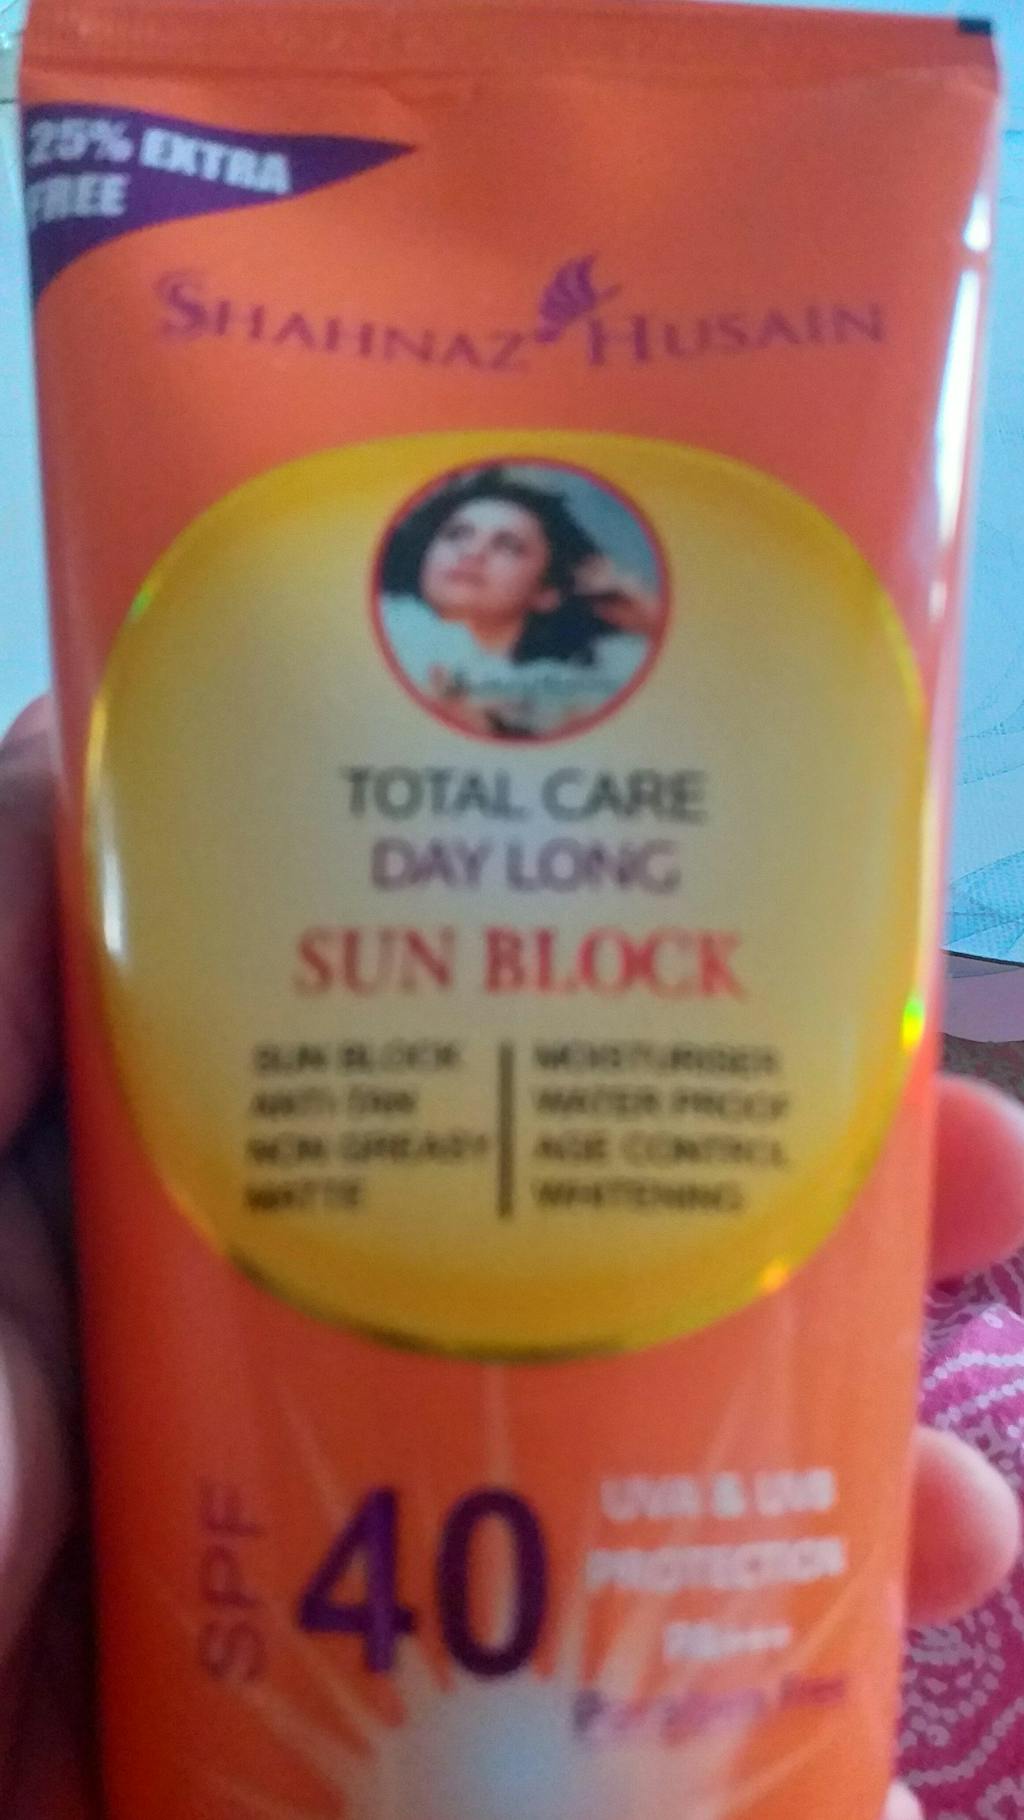 25% EXTRA
FREE
SHAHNAZ HUSAIN
TOTAL CARE
DAY LONG
SUN BLOCK
SUN BLOCK
ANTI TAN
NON GREASY
MATTE
MOISTURISER
WATER PROOF
AGE CONTROL
WHITENING
SPF
40
UVA & UVB
PROTECTION